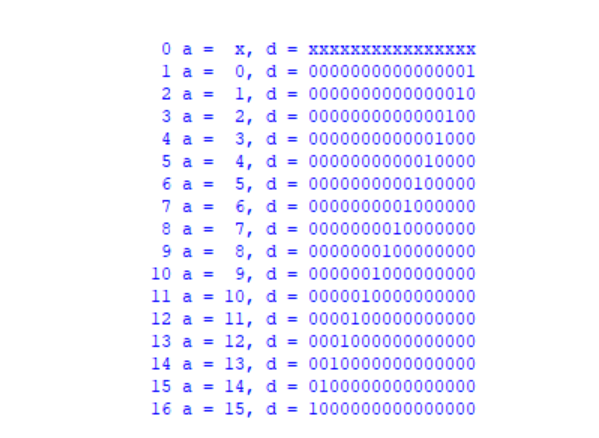 0 a =  x, d = xxxxxxxxxxxxxxxx
1 a =  0, d = 0000000000000001
2 a =  1, d = 0000000000000010
3 a =  2, d = 0000000000000100
4 a =  3, d = 0000000000001000
5 a =  4, d = 0000000000010000
6 a =  5, d = 0000000000100000
7 a =  6, d = 0000000001000000
8 a =  7, d = 0000000010000000
9 a =  8, d = 0000000100000000
10 a =  9, d = 0000001000000000
11 a = 10, d = 0000010000000000
12 a = 11, d = 0000100000000000
13 a = 12, d = 0001000000000000
14 a = 13, d = 0010000000000000
15 a = 14, d = 0100000000000000
16 a = 15, d = 1000000000000000